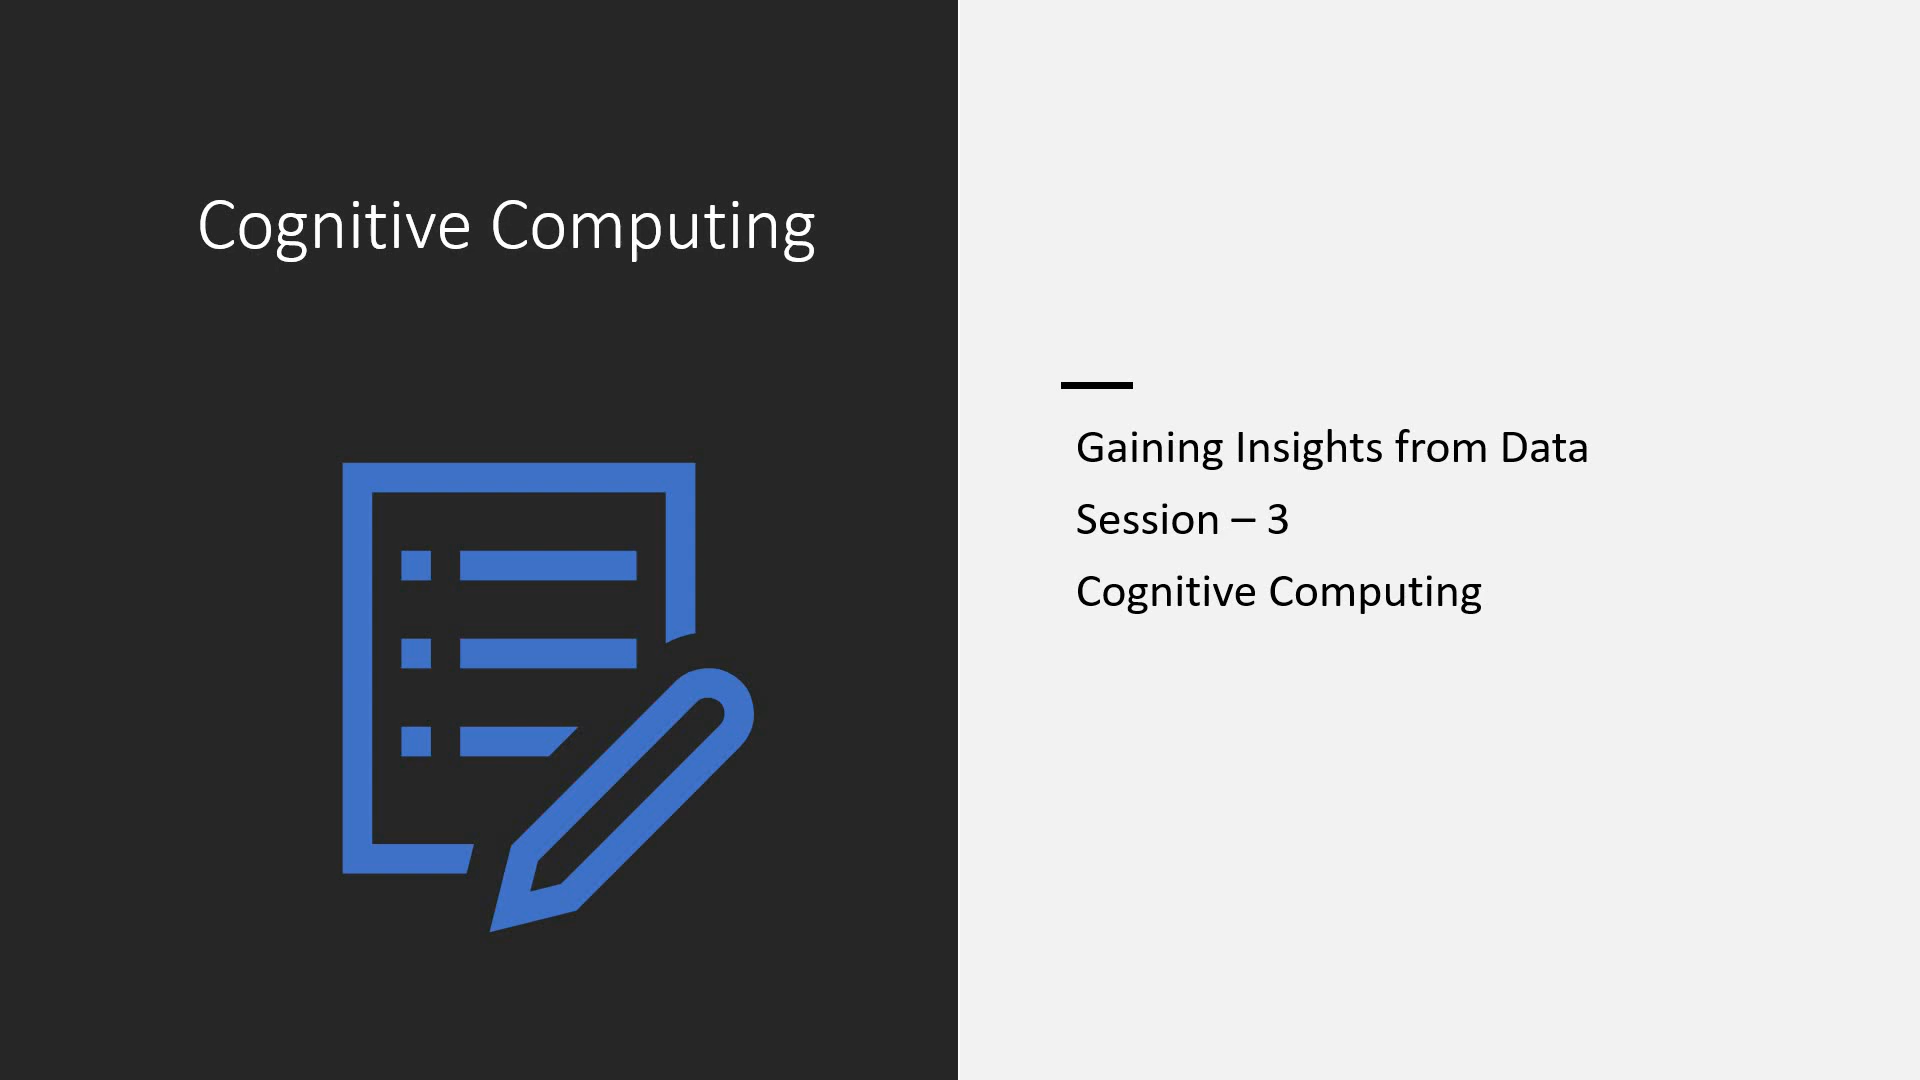 Cognitive Computing
Gaining Insights from Data
Session – 3
Cognitive Computing